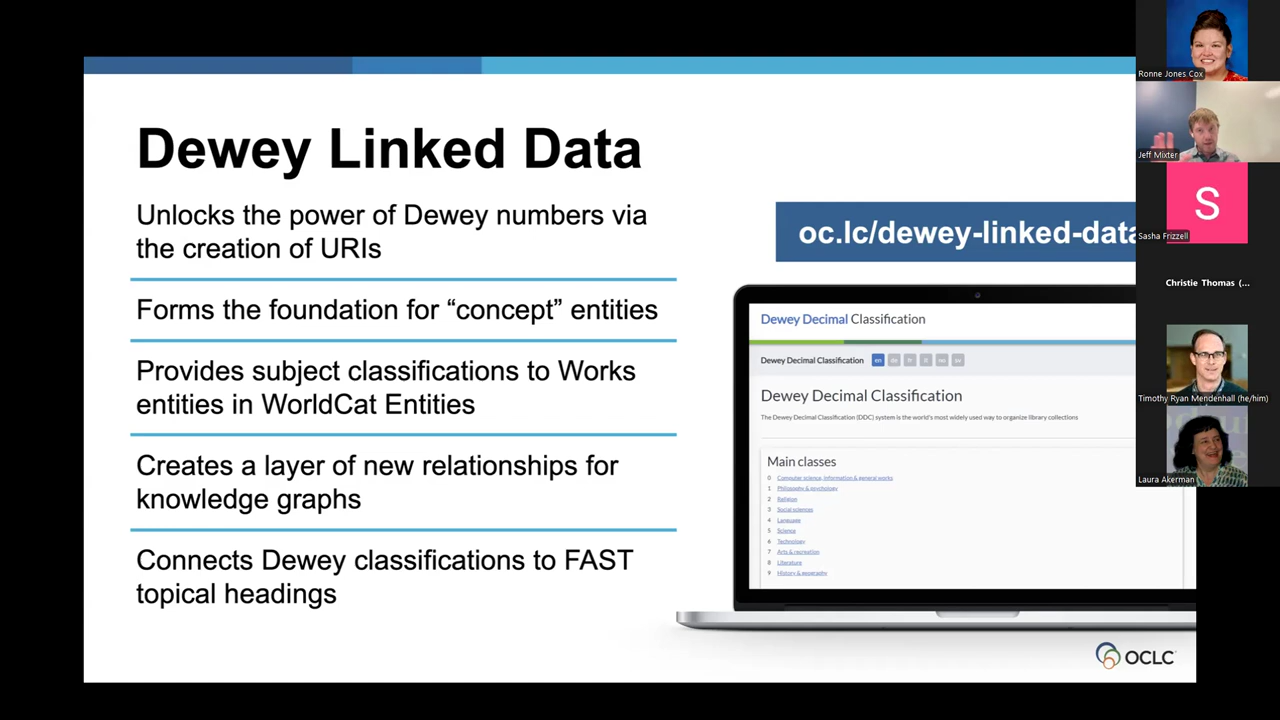 Dewey Linked Data
Unlocks the power of Dewey numbers via
the creation of URIs
Forms the foundation for “concept” entities
Provides subject classifications to Works
entities in WorldCat Entities
Creates a layer of new relationships for
knowledge graphs
Connects Dewey classifications to FAST
topical headings
oc.lc/dewey-linked-data
Dewey Decimal Classification
Dewey Decimal Classification en de fr it no sv
Dewey Decimal Classification
The Dewey Decimal Classification (DDC) system is the world's most widely used way to organize library collections
Main classes
0 Computer science, information & general works
1 Philosophy & psychology
2 Religion
3 Social sciences
4 Language
5 Science
6 Technology
7 Arts & recreation
8 Literature
9 History & geography
OCLC
Ronne Jones Cox
Jeff Mixter
S
Sasha Frizzell
Christie Thomas (...
Timothy Ryan Mendenhall (he/him)
Laura Akerman